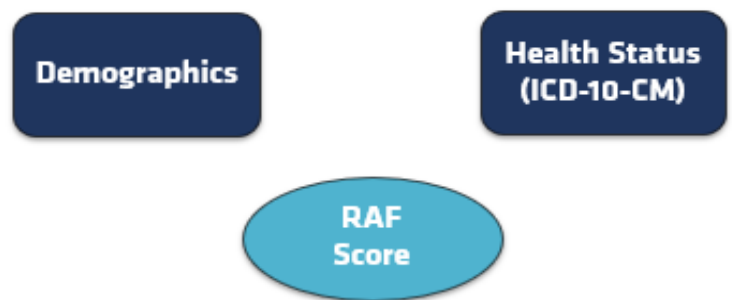 Demographics
Health Status
(ICD-10-CM)
RAF
Score